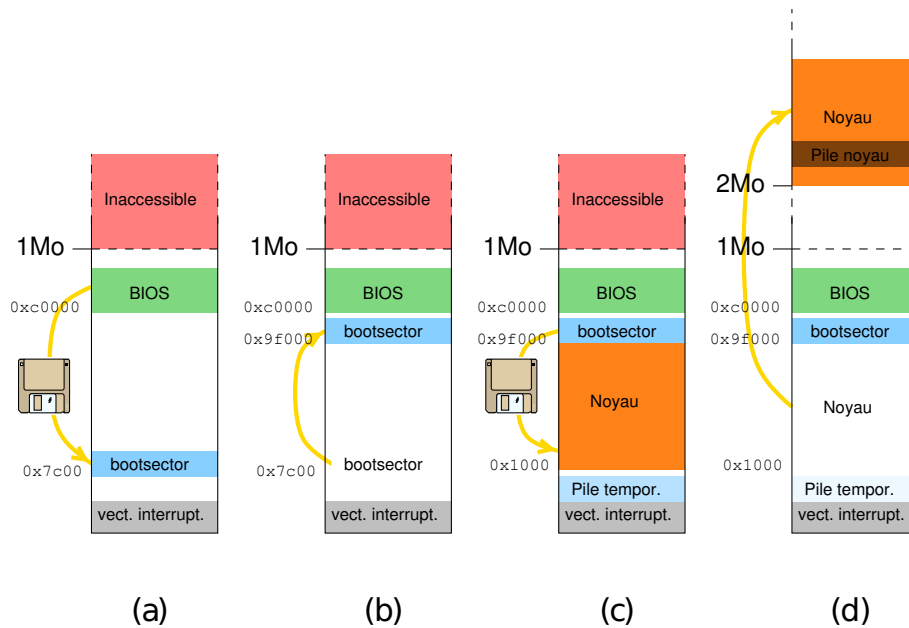 Inaccessible
1Mo
BIOS
0xc0000
bootsector
0x7c00
vect. interrupt.
(a)
Inaccessible
1Mo
BIOS
0xc0000
bootsector
0x9f000
bootsector
0x7c00
vect. interrupt.
(b)
Inaccessible
1Mo
BIOS
0xc0000
bootsector
0x9f000
Noyau
0x1000
Pile tempor.
vect. interrupt.
(c)
Noyau
Pile noyau
2Mo
1Mo
BIOS
0xc0000
bootsector
0x9f000
Noyau
0x1000
Pile tempor.
vect. interrupt.
(d)